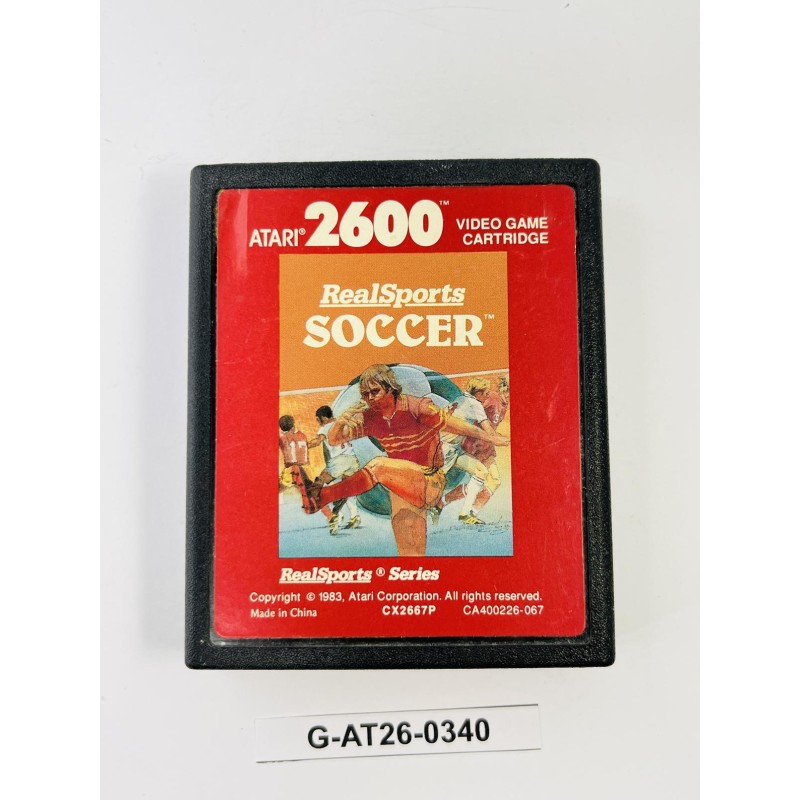 ATARI® 2600™ VIDEO GAME CARTRIDGE
RealSports
SOCCER™
1
RealSports® Series
Copyright © 1983, Atari Corporation. All rights reserved.
Made in China CX2667P CA400226-067
G-AT26-0340